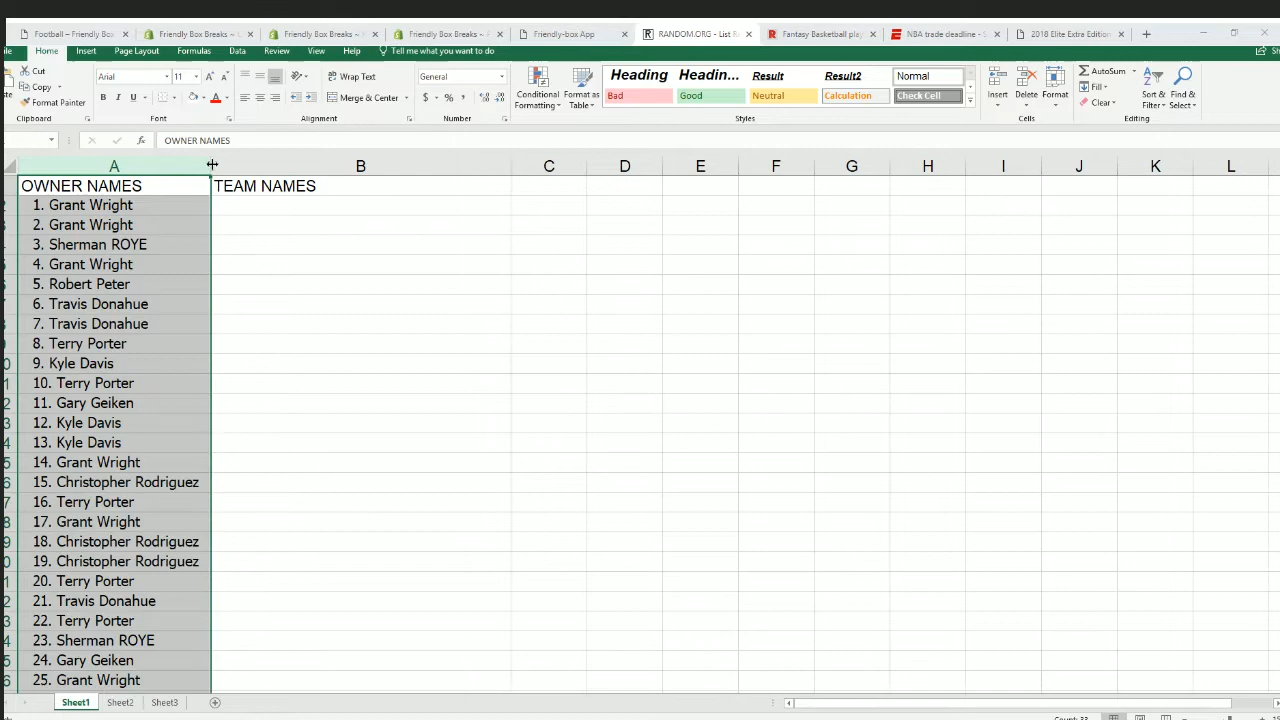 Football – Friendly Box Friendly Box Breaks ~ Friendly Box Breaks ~ Friendly Box Breaks ~ Friendly-box App RANDOM.ORG - List R Fantasy Basketball play NBA trade deadline – S 2018 Elite Extra Edition
Home Insert Page Layout Formulas Data Review View Help Tell me what you want to do
Cut
Copy
Format Painter
Clipboard
Arial 11
B I U
Font
Wrap Text
Merge & Center
Alignment
General
$ % ,
Number
Conditional Formatting
Format as Table
Heading Headin... Result Result2 Normal
Bad Good Neutral Calculation Check Cell
Styles
Insert Delete Format
Cells
AutoSum
Fill
Clear
Sort & Filter
Find & Select
Editing
OWNER NAMES
A B C D E F G H I J K L
OWNER NAMES TEAM NAMES
1. Grant Wright
2. Grant Wright
3. Sherman ROYE
4. Grant Wright
5. Robert Peter
6. Travis Donahue
7. Travis Donahue
8. Terry Porter
9. Kyle Davis
10. Terry Porter
11. Gary Geiken
12. Kyle Davis
13. Kyle Davis
14. Grant Wright
15. Christopher Rodriguez
16. Terry Porter
17. Grant Wright
18. Christopher Rodriguez
19. Christopher Rodriguez
20. Terry Porter
21. Travis Donahue
22. Terry Porter
23. Sherman ROYE
24. Gary Geiken
25. Grant Wright
Sheet1 Sheet2 Sheet3